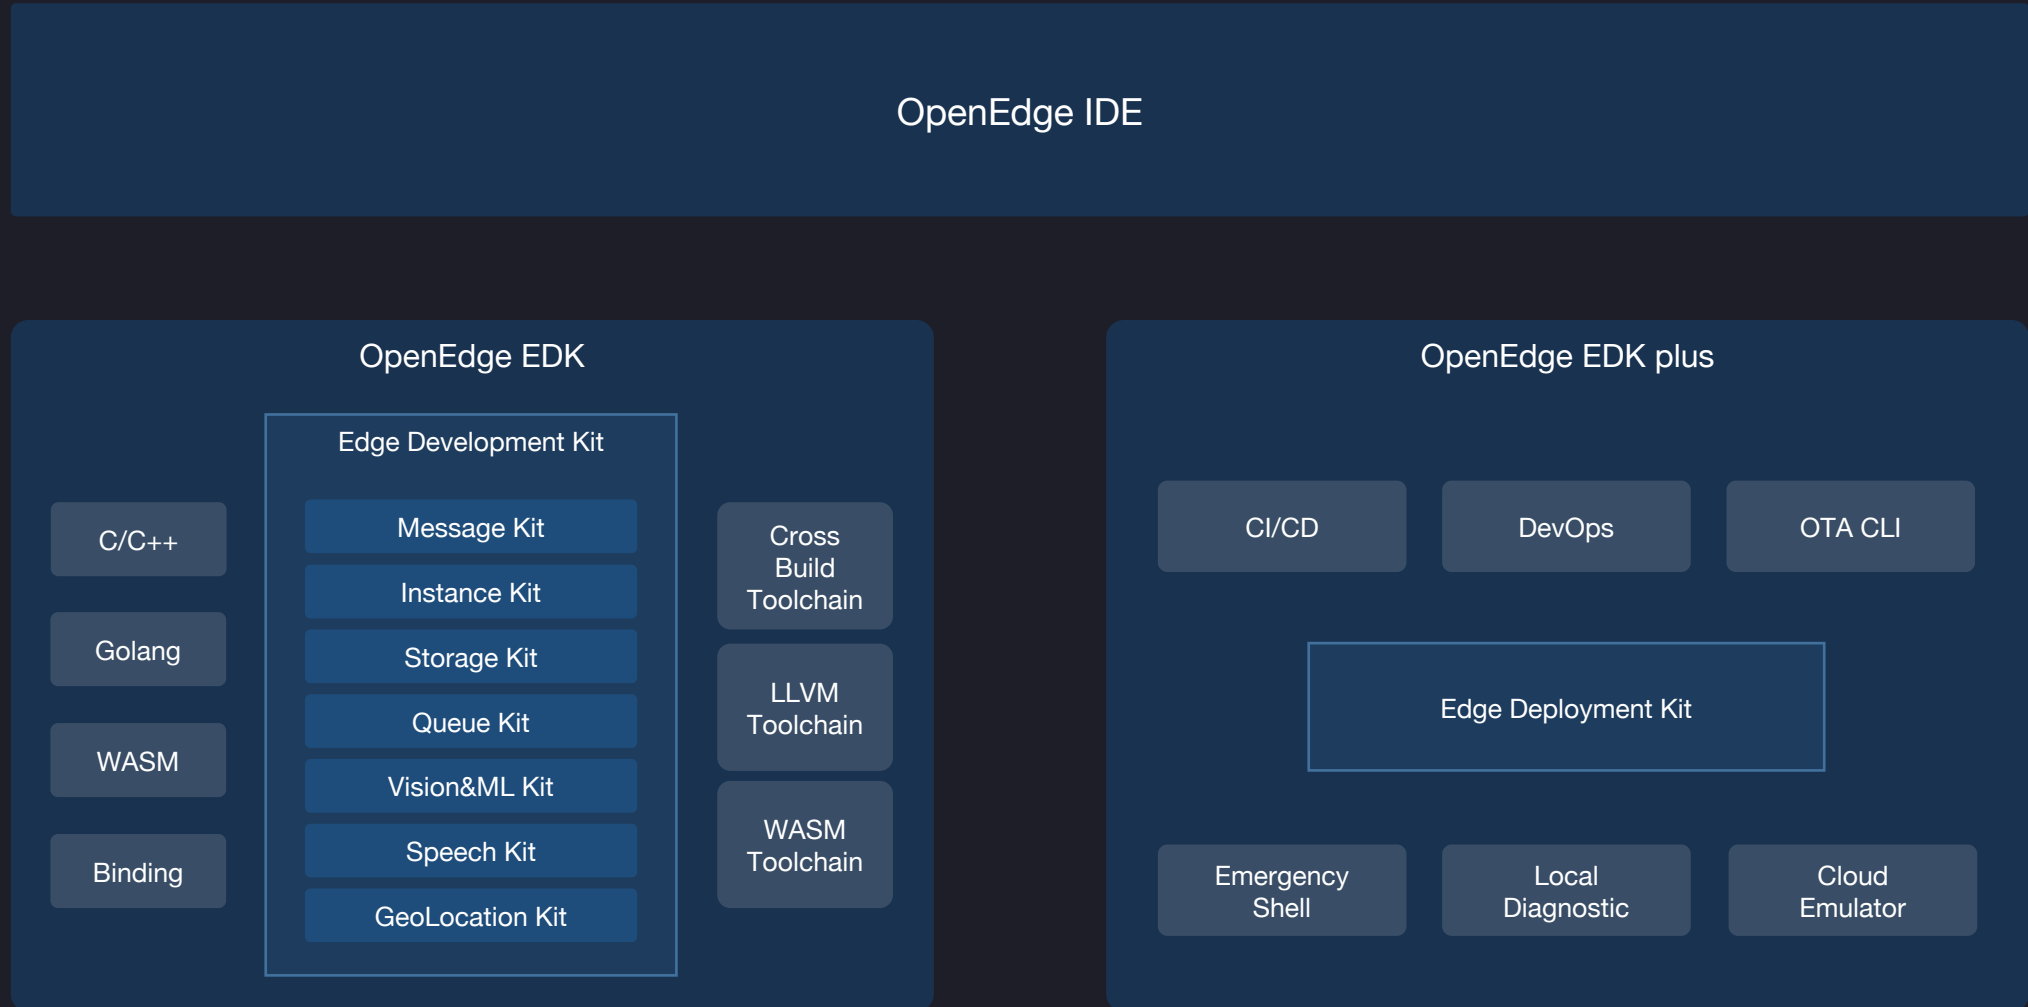 OpenEdge IDE
OpenEdge EDK
Edge Development Kit
C/C++
Golang
WASM
Binding
Message Kit
Instance Kit
Storage Kit
Queue Kit
Vision&ML Kit
Speech Kit
GeoLocation Kit
Cross
Build
Toolchain
LLVM
Toolchain
WASM
Toolchain
OpenEdge EDK plus
CI/CD
DevOps
OTA CLI
Edge Deployment Kit
Emergency
Shell
Local
Diagnostic
Cloud
Emulator